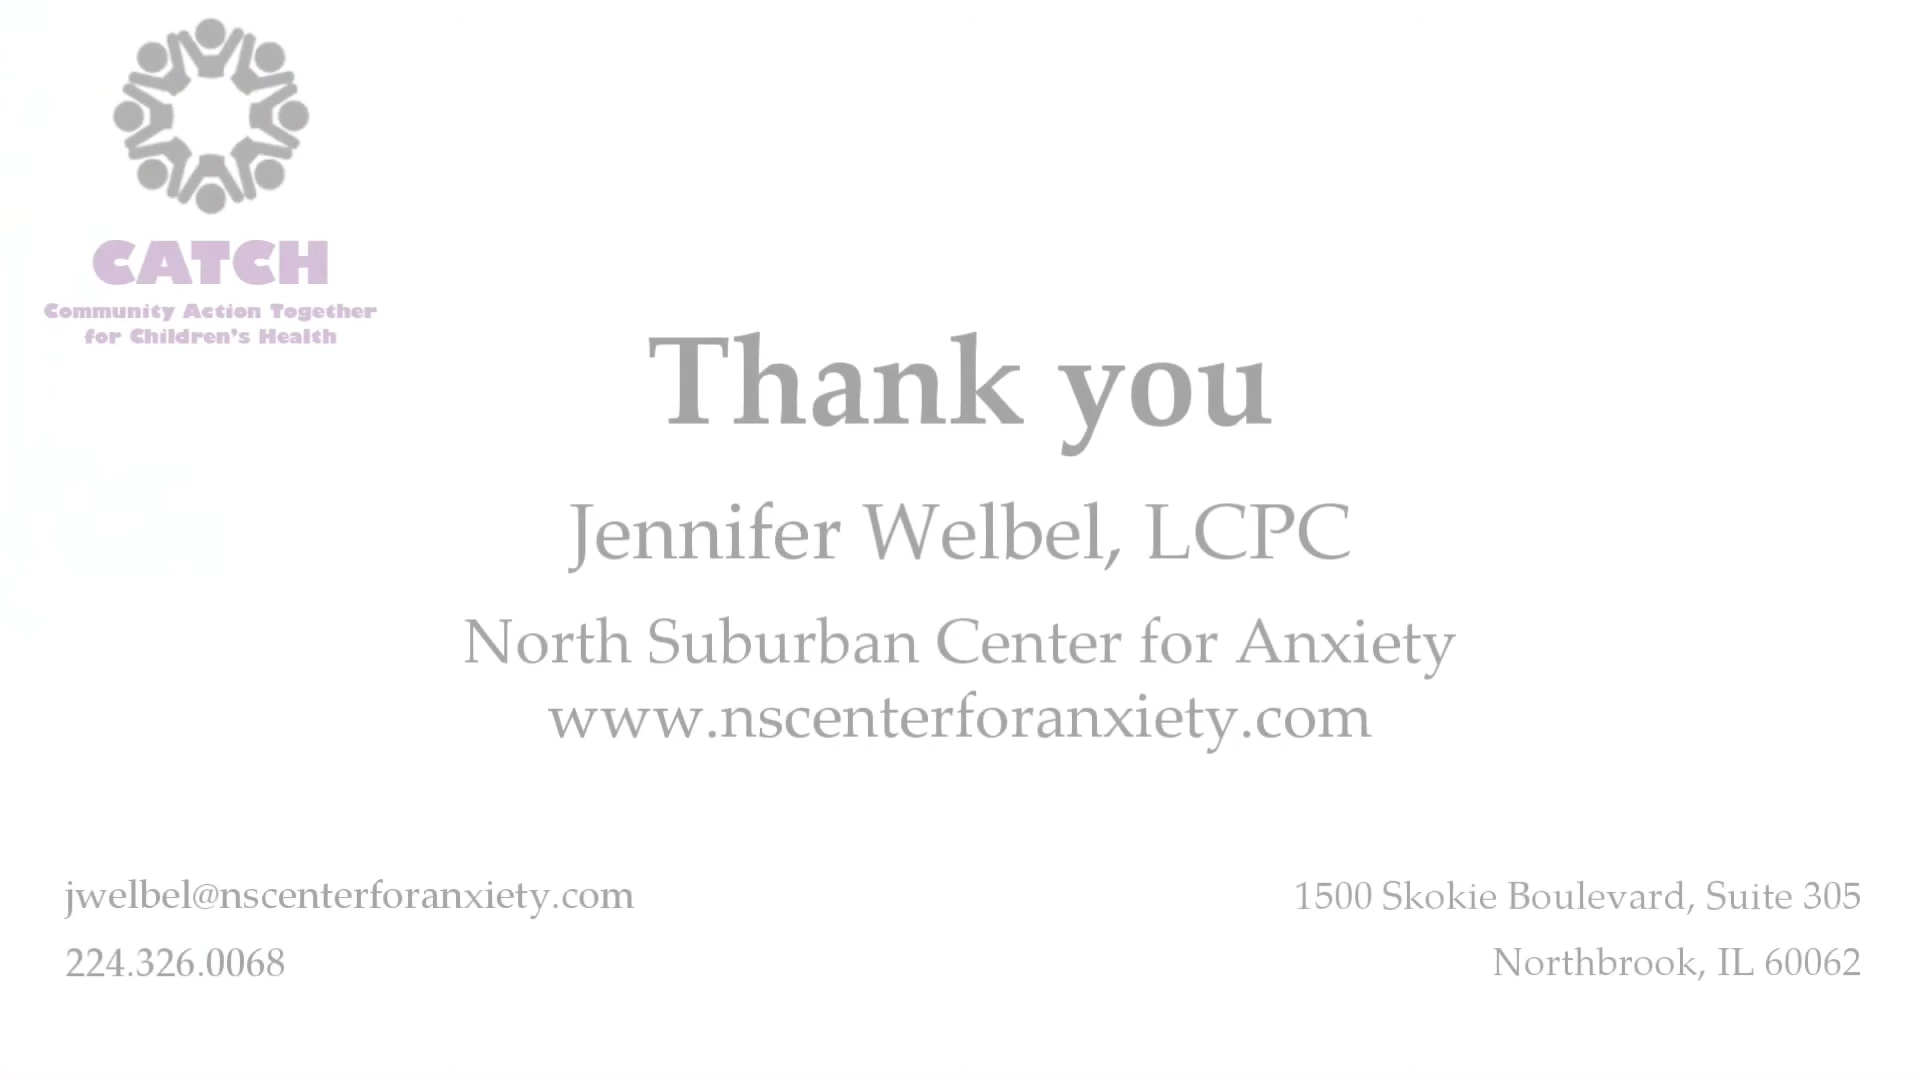 CATCH
Community Action Together
for Children's Health
Thank you
Jennifer Welbel, LCPC
North Suburban Center for Anxiety
www.nscenterforanxiety.com
jwelbel@nscenterforanxiety.com
224.326.0068
1500 Skokie Boulevard, Suite 305
Northbrook, IL 60062